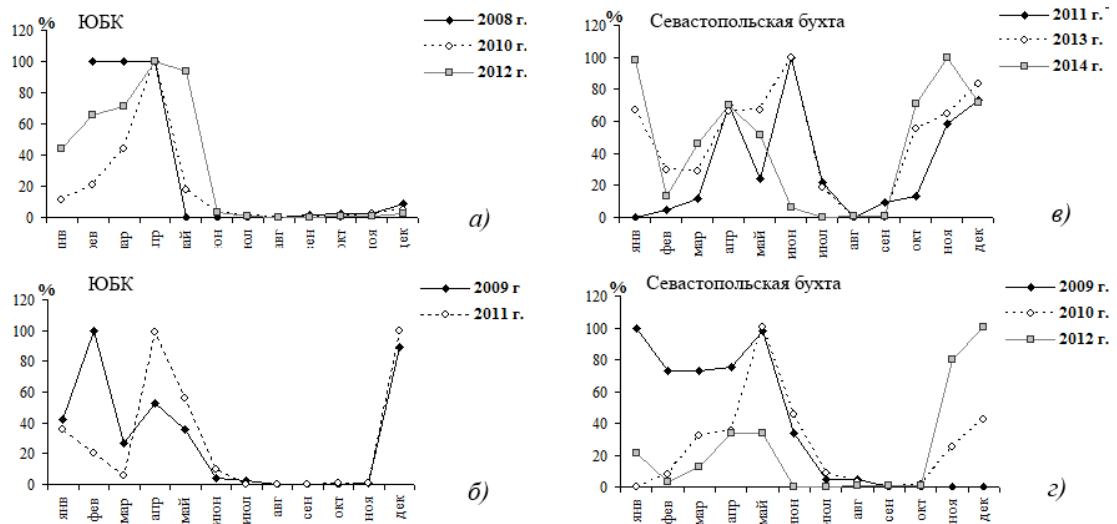 %
ЮБК
2008 г.
2010 г.
2012 г.
120
100
80
60
40
20
0
янв
фев
мар
апр
май
июн
июл
авг
сен
окт
ноя
дек
а)
%
Севастопольская бухта
2011 г.
2013 г.
2014 г.
120
100
80
60
40
20
0
янв
фев
мар
апр
май
июн
июл
авг
сен
окт
ноя
дек
в)
%
ЮБК
2009 г
2011 г.
120
100
80
60
40
20
0
янв
фев
мар
апр
май
июн
июл
авг
сен
окт
ноя
дек
б)
%
Севастопольская бухта
2009 г.
2010 г.
2012 г.
120
100
80
60
40
20
0
янв
фев
мар
апр
май
июн
июл
авг
сен
окт
ноя
дек
г)